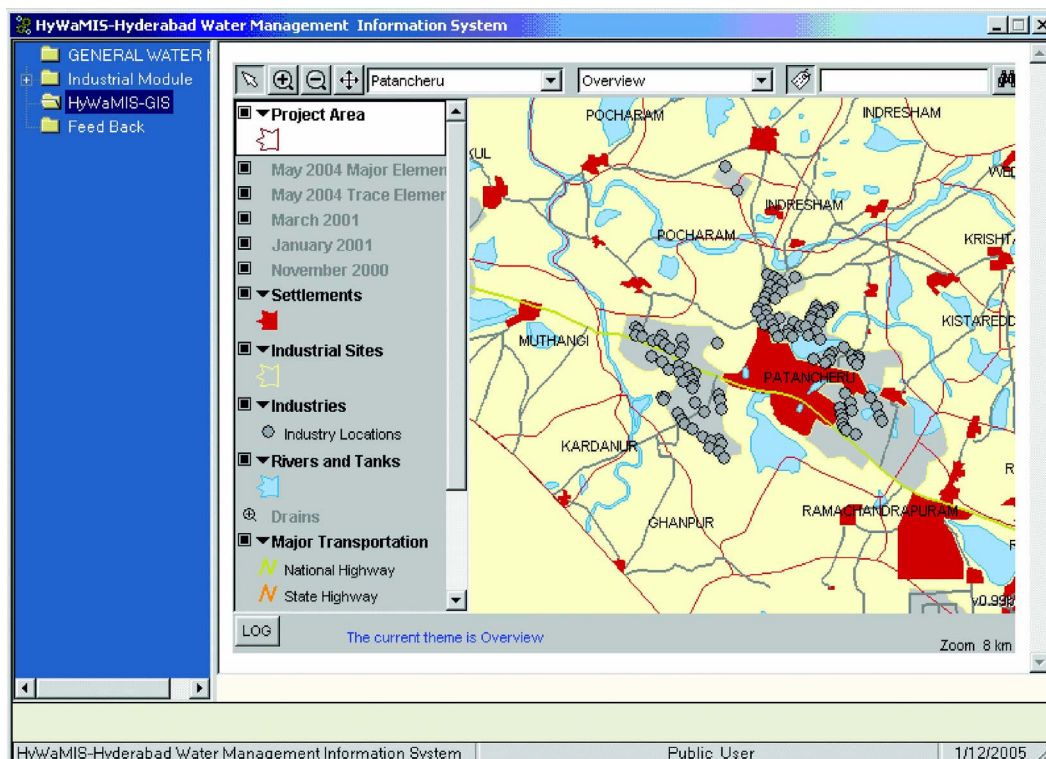 HyWaMIS-Hyderabad Water Management Information System
GENERAL WATER
Industrial Module
HyWaMIS-GIS
Feed Back
Patancheru
Overview
Project Area
May 2004 Major Elemen
May 2004 Trace Elemer
March 2001
January 2001
November 2000
Settlements
Industrial Sites
Industries
Industry Locations
Rivers and Tanks
Drains
Major Transportation
National Highway
State Highway
POCHARAM
INDRESHAM
KUL
INDRESHAM
POCHARAM
KRISHT
KISTAREDD
MUTHANGI
PATANCHERU
KARDANUR
RAMACHANDRAPURAM
GHANPUR
LOG
The current theme is Overview
Zoom 8 km
HyWaMIS-Hyderabad Water Management Information System
Public User
1/12/2005